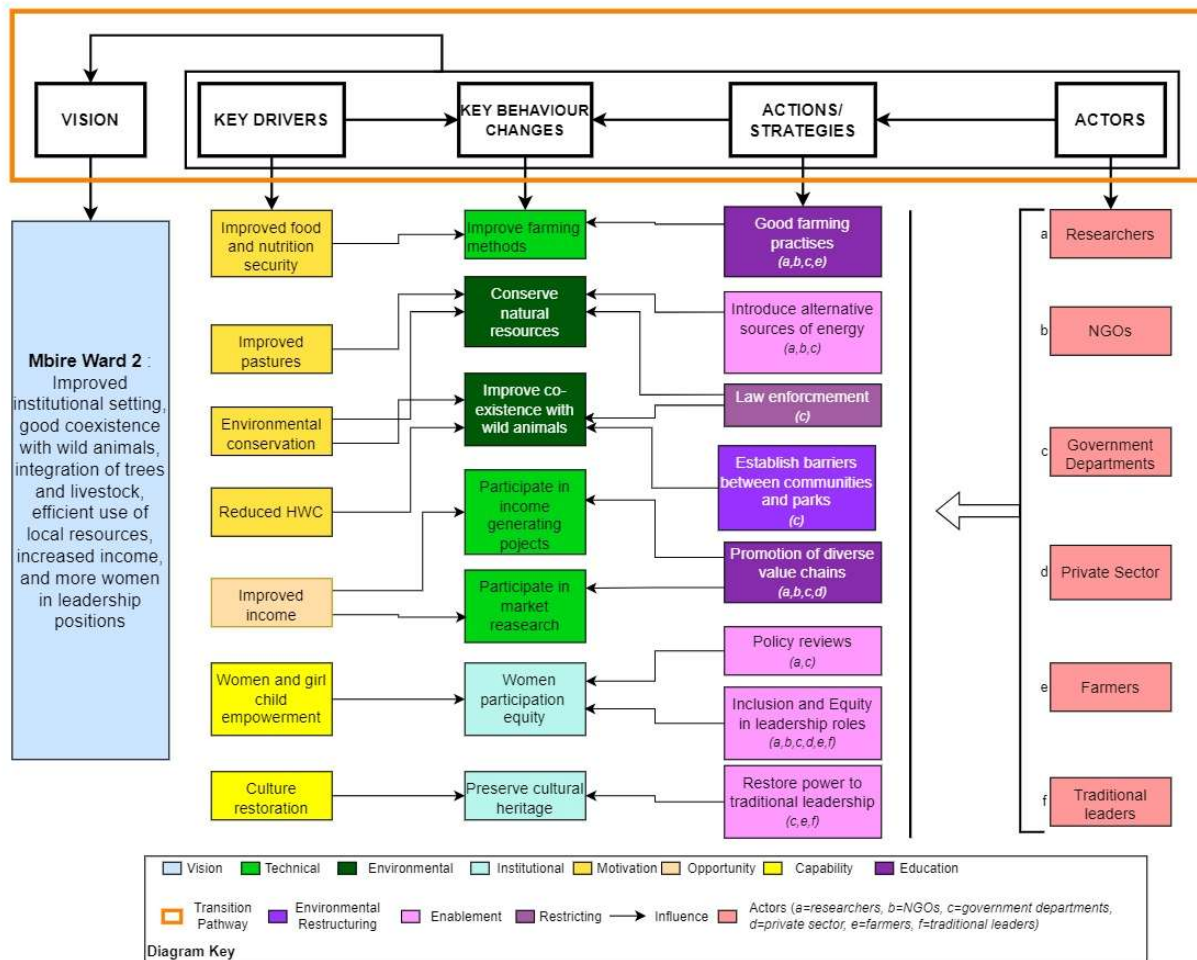 VISION
KEY DRIVERS
KEY BEHAVIOUR
CHANGES
ACTIONS/
STRATEGIES
ACTORS
Mbire Ward 2 :
Improved
institutional setting,
good coexistence
with wild animals,
integration of trees
and livestock,
efficient use of
local resources,
increased income,
and more women
in leadership
positions
Improved food
and nutrition
security
Improved
pastures
Environmental
conservation
Reduced HWC
Improved
income
Women and girl
child
empowerment
Culture
restoration
Improve farming
methods
Conserve
natural
resources
Improve co-
existence with
wild animals
Participate in
income
generating
pojects
Participate in
market
reasearch
Women
participation
equity
Preserve cultural
heritage
Good farming
practises
(a,b,c,e)
Introduce alternative
sources of energy
(a,b,c)
Law enforcmement
(c)
Establish barriers
between communities
and parks
(c)
Promotion of diverse
value chains
(a,b,c,d)
Policy reviews
(a,c)
Inclusion and Equity
in leadership roles
(a,b,c,d,e,f)
Restore power to
traditional leadership
(c,e,f)
a
Researchers
b
NGOs
c
Government
Departments
d
Private Sector
e
Farmers
f
Traditional
leaders
Vision
Technical
Environmental
Institutional
Motivation
Opportunity
Capability
Education
Transition
Pathway
Environmental
Restructuring
Enablement
Restricting
Influence
Actors (a=researchers, b=NGOs, c=government departments,
d=private sector, e=farmers, f=traditional leaders)
Diagram Key